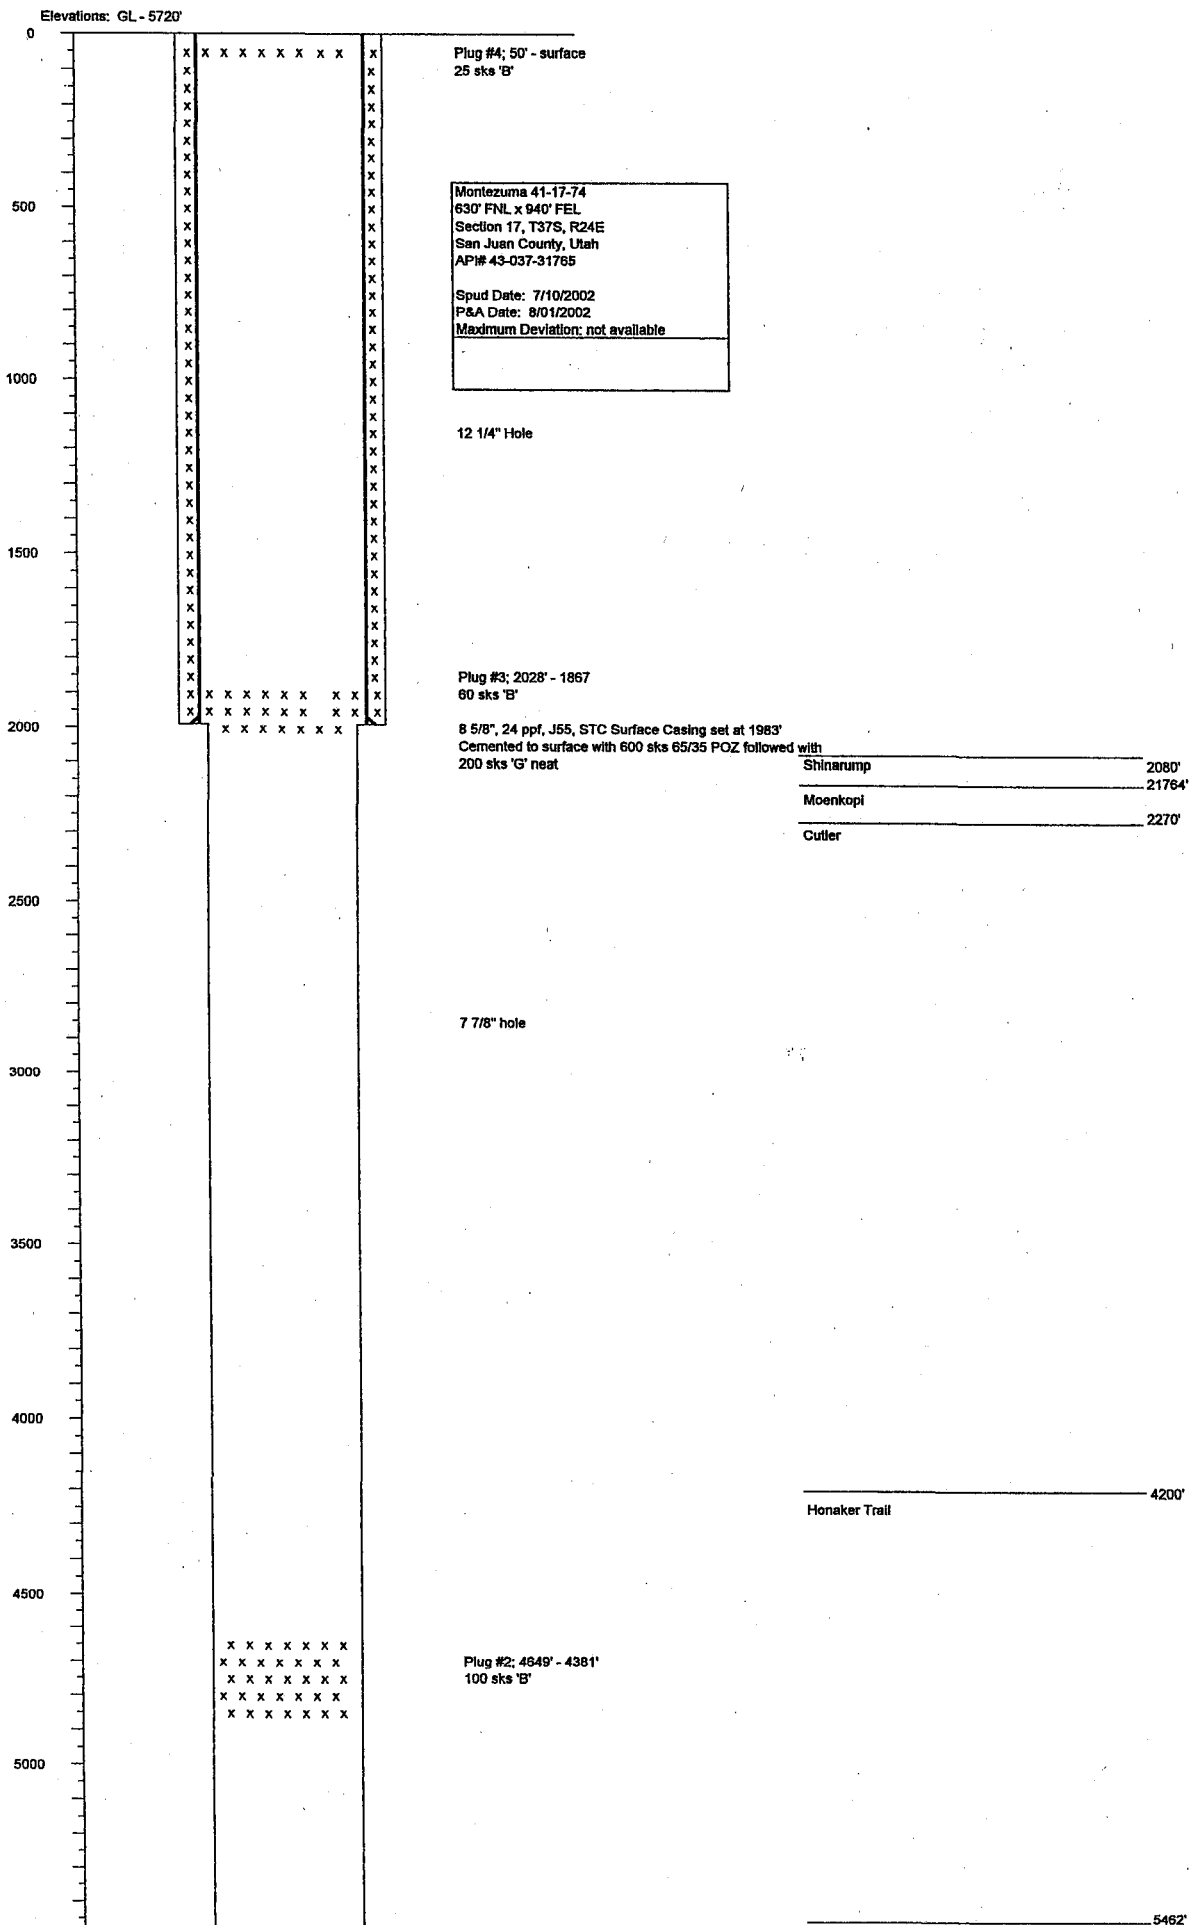 Elevations: GL - 5720'
0
Plug #4; 50' - surface
25 sks 'B'
500
Montezuma 41-17-74
630' FNL x 940' FEL
Section 17, T37S, R24E
San Juan County, Utah
API# 43-037-31765
Spud Date: 7/10/2002
P&A Date: 8/01/2002
Maximum Deviation: not available
1000
12 1/4" Hole
1500
Plug #3; 2028' - 1867
60 sks 'B'
2000
8 5/8", 24 ppf, J55, STC Surface Casing set at 1983'
Cemented to surface with 600 sks 65/35 POZ followed with
200 sks 'G' neat
Shinarump 2080'
21764'
Moenkopi
2270'
Cutler
2500
7 7/8" hole
3000
3500
4000
4200'
Honaker Trail
4500
Plug #2; 4649' - 4381'
100 sks 'B'
5000
5462'